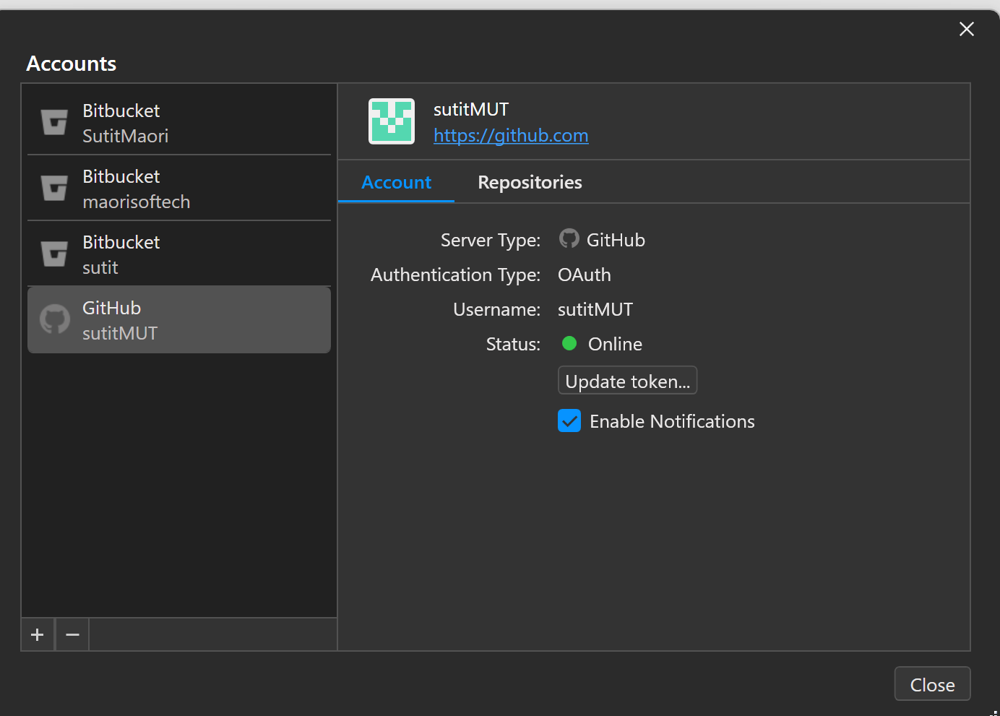 Accounts
Bitbucket
SutitMaori
Bitbucket
maorisoftech
Bitbucket
sutit
GitHub
sutitMUT
sutitMUT
https://github.com
Account
Repositories
Server Type: GitHub
Authentication Type: OAuth
Username: sutitMUT
Status: Online
Update token...
Enable Notifications
Close